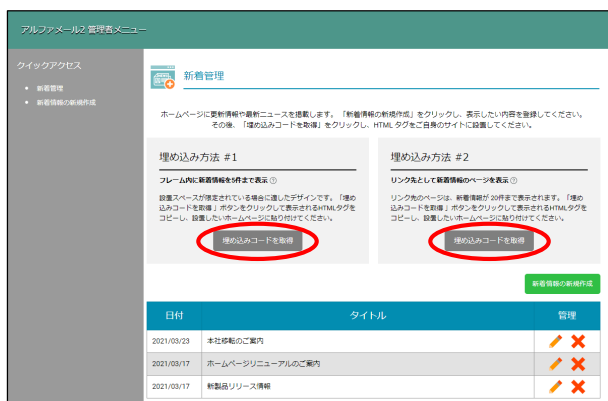 アルファメール2 管理者メニュー
クイックアクセス
新着管理
新着情報の新規作成
新着管理
ホームページに更新情報や最新ニュースを掲載します。「新着情報の新規作成」をクリックし、表示したい内容を登録してください。
その後、「埋め込みコードを取得」をクリックし、HTML タグをご自身のサイトに設置してください。
埋め込み方法 #1
フレーム内に新着情報を5件まで表示
設置スペースが限定されている場合に適したデザインです。「埋め
込みコードを取得」ボタンをクリックして表示されるHTMLタグを
コピーし、設置したいホームページに貼り付けてください。
埋め込みコードを取得
埋め込み方法 #2
リンク先として新着情報のページを表示
リンク先のページは、新着情報が 20件まで表示されます。「埋め
込みコードを取得」ボタンをクリックして表示されるHTMLタグを
コピーし、設置したいホームページに貼り付けてください。
埋め込みコードを取得
新着情報の新規作成
日付 タイトル 管理
2021/03/23 本社移転のご案内
2021/03/17 ホームページリニューアルのご案内
2021/03/17 新製品リリース情報